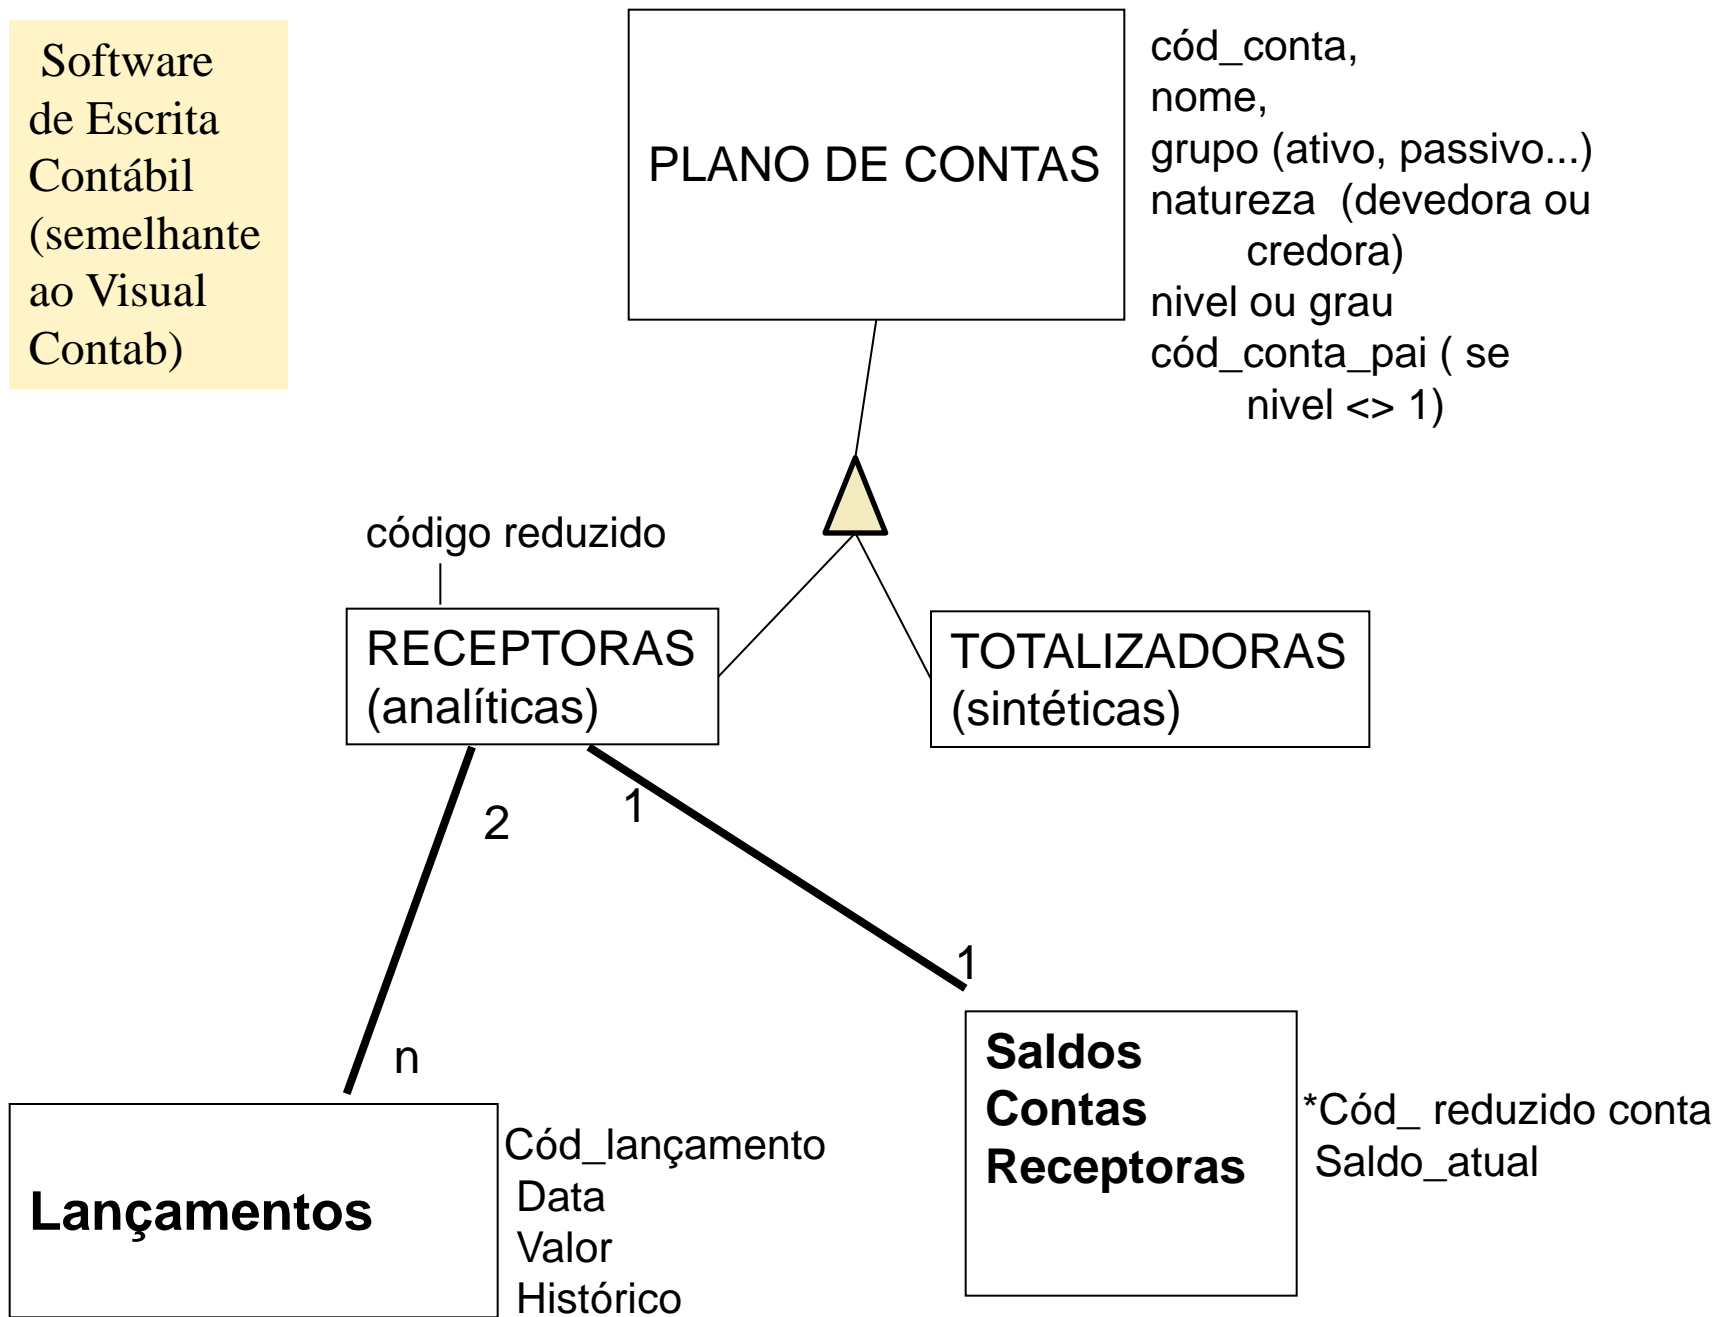 Software
de Escrita
Contábil
(semelhante
ao Visual
Contab)
PLANO DE CONTAS
cód_conta,
nome,
grupo (ativo, passivo...)
natureza (devedora ou
credora)
nivel ou grau
cód_conta_pai ( se
nivel <> 1)
código reduzido
RECEPTORAS
(analíticas)
TOTALIZADORAS
(sintéticas)
2
1
n
1
Lançamentos
Cód_lançamento
Data
Valor
Histórico
Saldos
Contas
Receptoras
*Cód_ reduzido conta
Saldo_atual